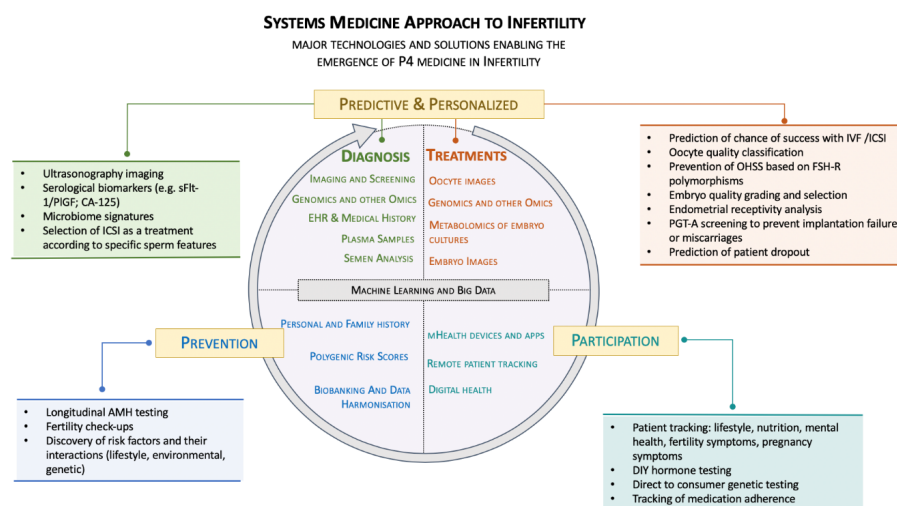 SYSTEMS MEDICINE APPROACH TO INFERTILITY
MAJOR TECHNOLOGIES AND SOLUTIONS ENABLING THE
EMERGENCE OF P4 MEDICINE IN INFERTILITY
PREDICTIVE & PERSONALIZED
• Ultrasonography imaging
• Serological biomarkers (e.g. sFlt-
1/PlGF; CA-125)
• Microbiome signatures
• Selection of ICSI as a treatment
according to specific sperm features
DIAGNOSIS
IMAGING AND SCREENING
GENOMICS AND OTHER OMICS
EHR & MEDICAL HISTORY
PLASMA SAMPLES
SEMEN ANALYSIS
TREATMENTS
OOCYTE IMAGES
GENOMICS AND OTHER OMICS
METABOLOMICS OF EMBRYO
CULTURES
EMBRYO IMAGES
• Prediction of chance of success with IVF /ICSI
• Oocyte quality classification
• Prevention of OHSS based on FSH-R
polymorphisms
• Embryo quality grading and selection
• Endometrial receptivity analysis
• PGT-A screening to prevent implantation failure
or miscarriages
• Prediction of patient dropout
MACHINE LEARNING AND BIG DATA
PREVENTION
PERSONAL AND FAMILY HISTORY
POLYGENIC RISK SCORES
BIOBANKING AND DATA
HARMONISATION
MHEALTH DEVICES AND APPS
REMOTE PATIENT TRACKING
DIGITAL HEALTH
PARTICIPATION
• Longitudinal AMH testing
• Fertility check-ups
• Discovery of risk factors and their
interactions (lifestyle, environmental,
genetic)
• Patient tracking: lifestyle, nutrition, mental
health, fertility symptoms, pregnancy
symptoms
• DIY hormone testing
• Direct to consumer genetic testing
• Tracking of medication adherence